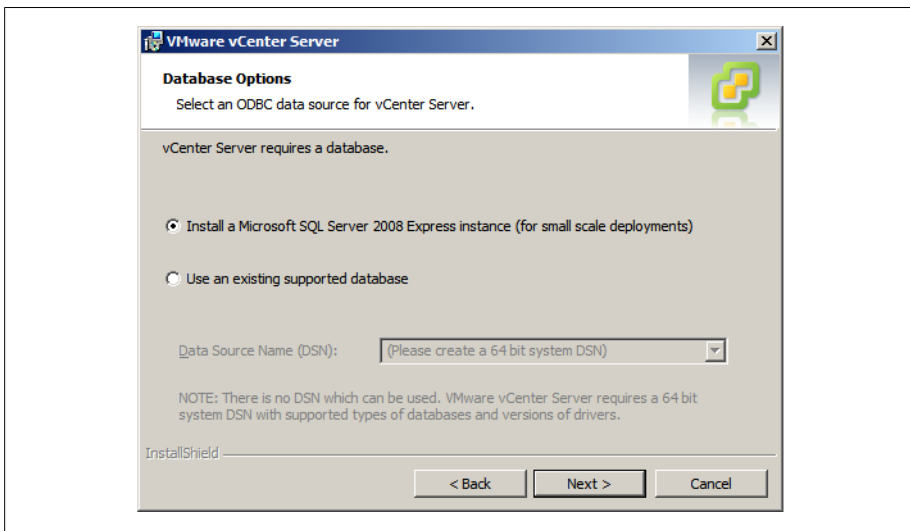 VMware vCenter Server
Database Options
Select an ODBC data source for vCenter Server.
vCenter Server requires a database.
Install a Microsoft SQL Server 2008 Express instance (for small scale deployments)
Use an existing supported database
Data Source Name (DSN): (Please create a 64 bit system DSN)
NOTE: There is no DSN which can be used. VMware vCenter Server requires a 64 bit
system DSN with supported types of databases and versions of drivers.
InstallShield
< Back Next > Cancel